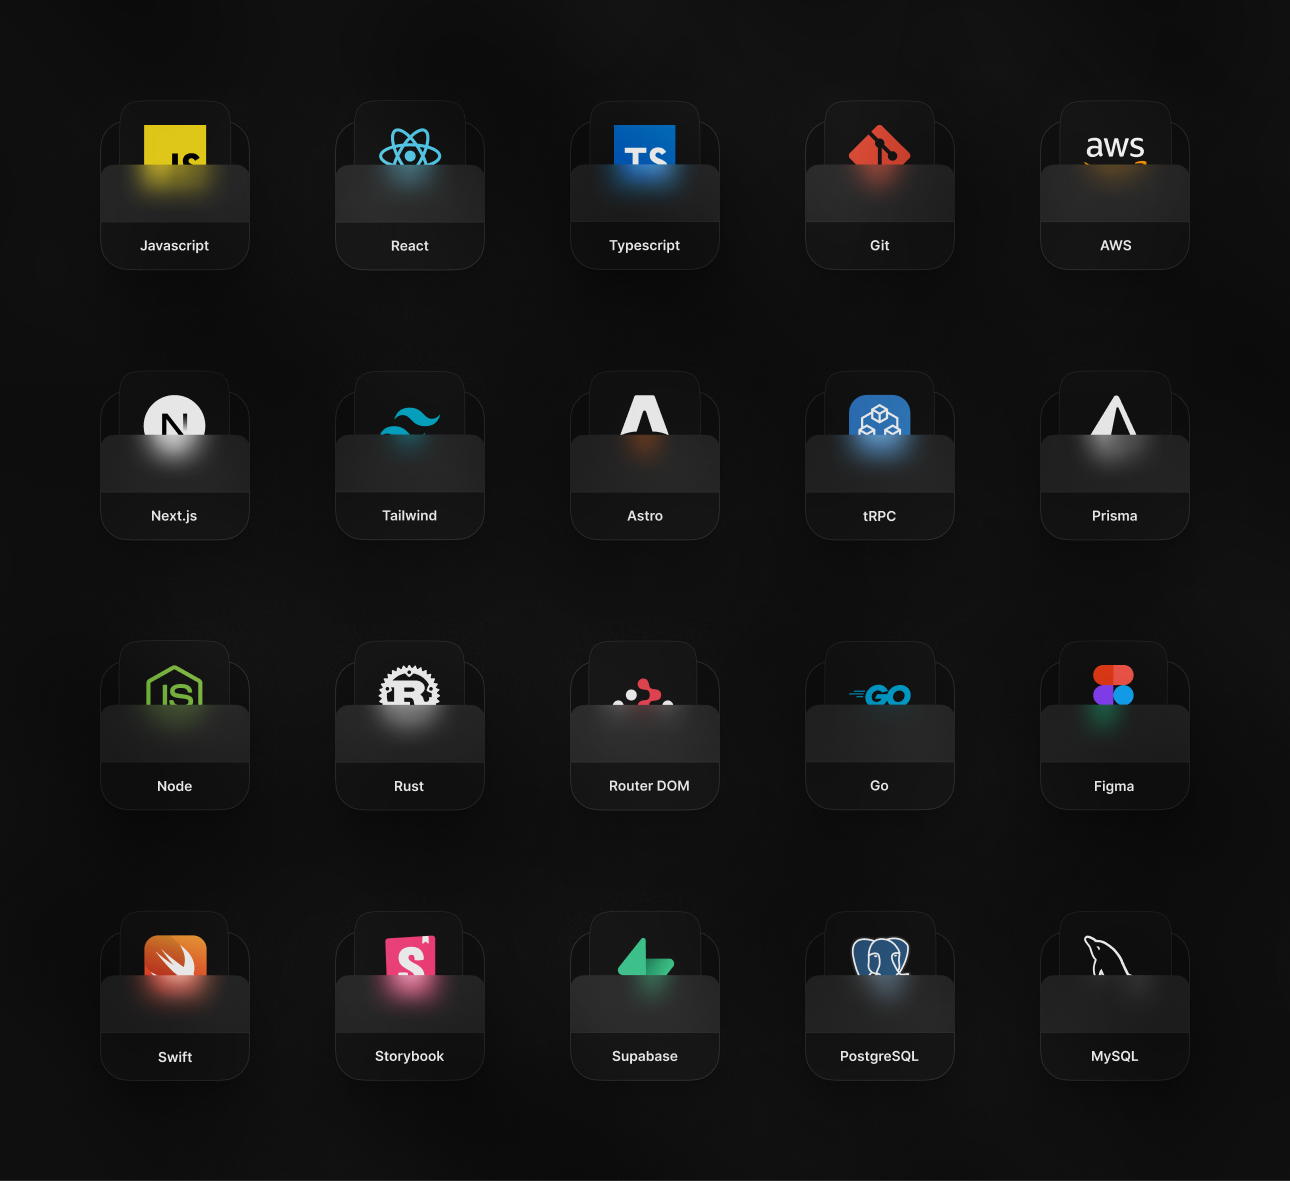 JS
TS
aws
Javascript
React
Typescript
Git
AWS
N
Next.js
Tailwind
Astro
tRPC
Prisma
JS
R
GO
Node
Rust
Router DOM
Go
Figma
S
Swift
Storybook
Supabase
PostgreSQL
MySQL